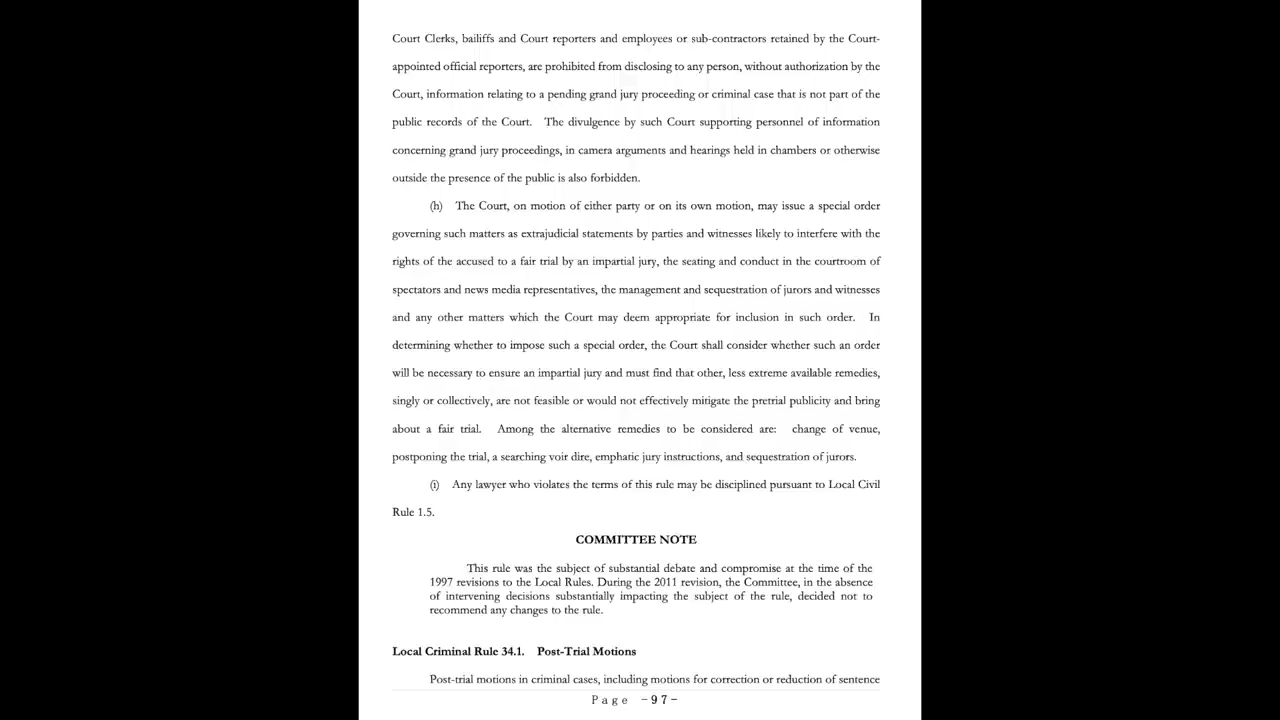 Court Clerks, bailiffs and Court reporters and employees or sub-contractors retained by the Court-
appointed official reporters, are prohibited from disclosing to any person, without authorization by the
Court, information relating to a pending grand jury proceeding or criminal case that is not part of the
public records of the Court. The divulgence by such Court supporting personnel of information
concerning grand jury proceedings, in camera arguments and hearings held in chambers or otherwise
outside the presence of the public is also forbidden.
(h) The Court, on motion of either party or on its own motion, may issue a special order
governing such matters as extrajudicial statements by parties and witnesses likely to interfere with the
rights of the accused to a fair trial by an impartial jury, the seating and conduct in the courtroom of
spectators and news media representatives, the management and sequestration of jurors and witnesses
and any other matters which the Court may deem appropriate for inclusion in such order. In
determining whether to impose such a special order, the Court shall consider whether such an order
will be necessary to ensure an impartial jury and must find that other, less extreme available remedies,
singly or collectively, are not feasible or would not effectively mitigate the pretrial publicity and bring
about a fair trial. Among the alternative remedies to be considered are: change of venue,
postponing the trial, a searching voir dire, emphatic jury instructions, and sequestration of jurors.
(i) Any lawyer who violates the terms of this rule may be disciplined pursuant to Local Civil
Rule 1.5.
COMMITTEE NOTE
This rule was the subject of substantial debate and compromise at the time of the
1997 revisions to the Local Rules. During the 2011 revision, the Committee, in the absence
of intervening decisions substantially impacting the subject of the rule, decided not to
recommend any changes to the rule.
Local Criminal Rule 34.1. Post-Trial Motions
Post-trial motions in criminal cases, including motions for correction or reduction of sentence
Page -97-